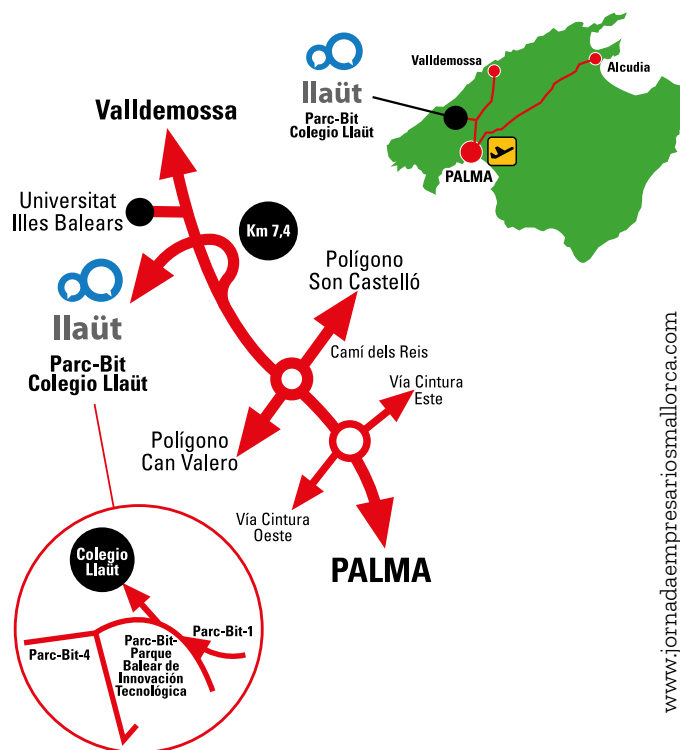 llaüt
Parc-Bit
Colegio Llaüt
Valldemossa
Alcudia
PALMA
Valldemossa
Universitat
Illes Balears
Km 7,4
llaüt
Parc-Bit
Colegio Llaüt
Polígono
Son Castelló
Camí dels Reis
Vía Cintura
Este
Polígono
Can Valero
Vía Cintura
Oeste
PALMA
Colegio
Llaüt
Parc-Bit-4
Parc-Bit-
Parque
Balear de
Innovación
Tecnológica
Parc-Bit-1
www.jornadaempresariosmallorca.com